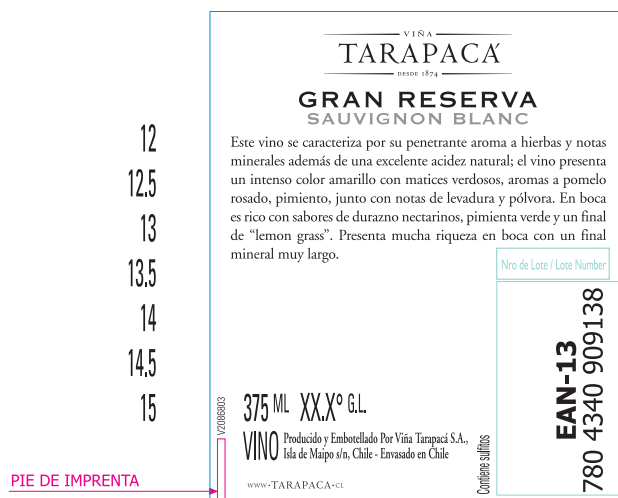 VIÑA
TARAPACÁ
DESDE 1874
GRAN RESERVA
SAUVIGNON BLANC
Este vino se caracteriza por su penetrante aroma a hierbas y notas
minerales además de una excelente acidez natural; el vino presenta
un intenso color amarillo con matices verdosos, aromas a pomelo
rosado, pimiento, junto con notas de levadura y pólvora. En boca
es rico con sabores de durazno nectarinos, pimienta verde y un final
de “lemon grass”. Presenta mucha riqueza en boca con un final
mineral muy largo.
12
12.5
13
13.5
14
14.5
15
Nro de Lote / Lote Number
EAN-13
780 4340 909138
Contiene sulfitos
V2086803
375 ML XX.X° G.L.
VINO Producido y Embotellado Por Viña Tarapacá S.A.,
Isla de Maipo s/n, Chile - Envasado en Chile
WWW·TARAPACA·CL
PIE DE IMPRENTA